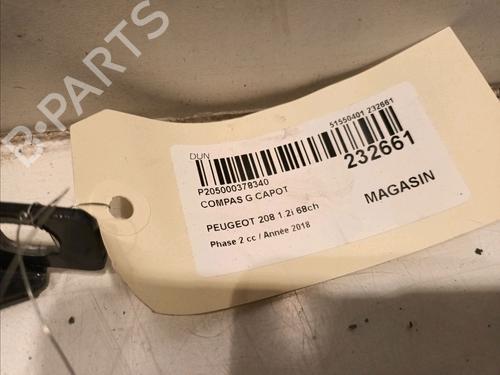 B-PARTS
DUN
51550401 232661
P205000378340
COMPAS G CAPOT
232661
PEUGEOT 208 1.2i 68ch
MAGASIN
Phase 2 cc / Année 2018